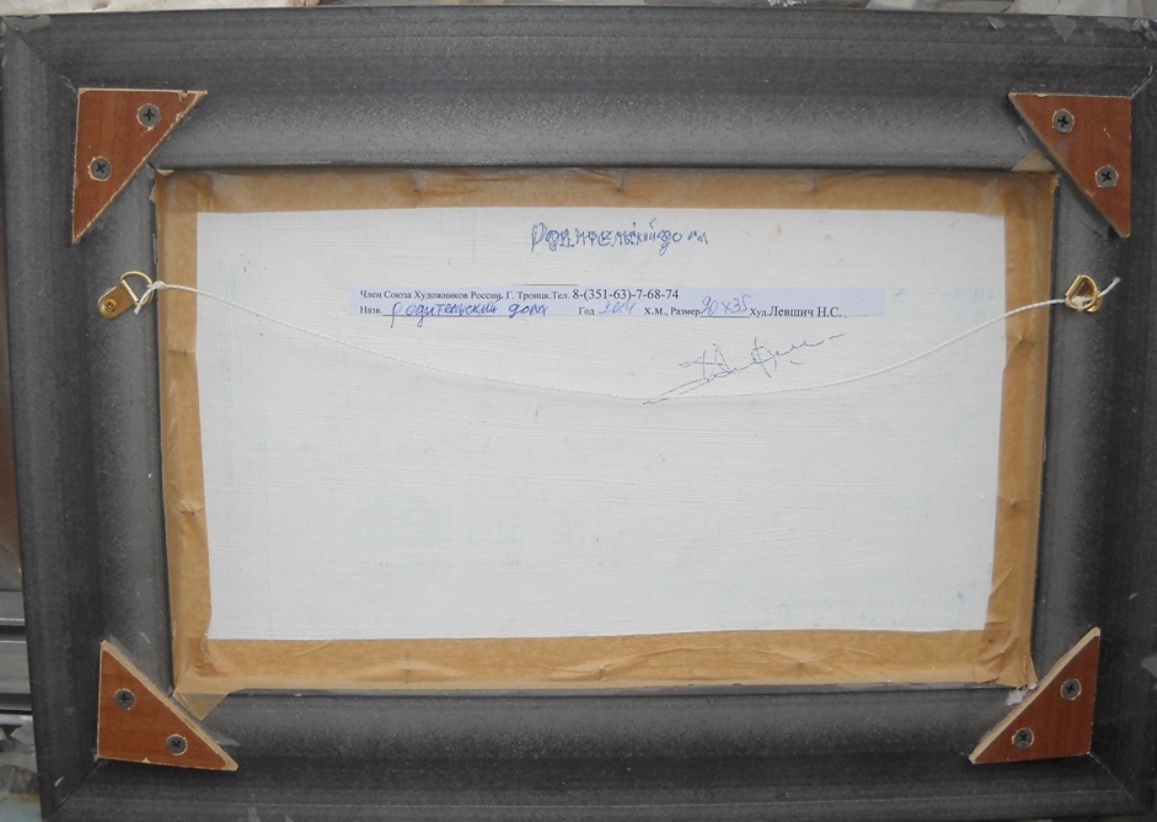 Родительский дом
Член Союза Художников России. Г. Троицк.Тел. 8-(351-63)-7-68-74
Назв. родительский дом Год 2014 Х.М., Размер 20х35 Худ.Левшич Н.С.